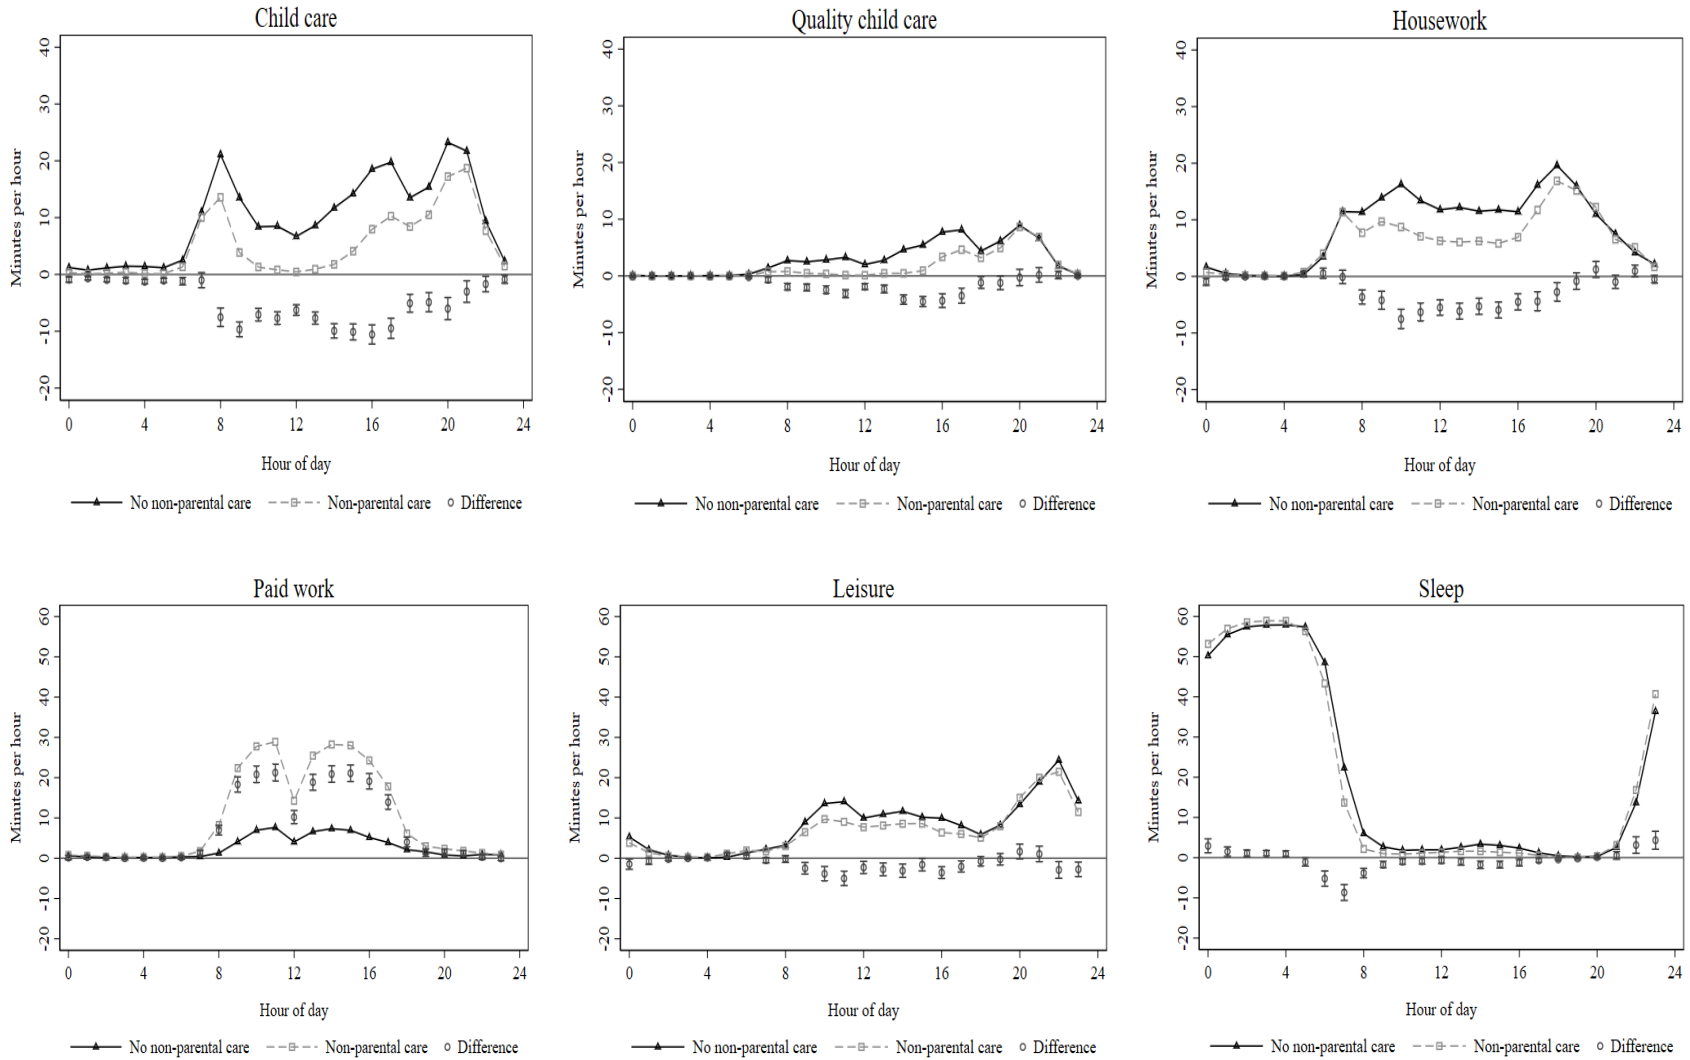 Child care
Minutes per hour
40
30
20
10
0
-10
-20
0 4 8 12 16 20 24
Hour of day
No non-parental care Non-parental care Difference
Quality child care
Minutes per hour
40
30
20
10
0
-10
-20
0 4 8 12 16 20 24
Hour of day
No non-parental care Non-parental care Difference
Housework
Minutes per hour
40
30
20
10
0
-10
-20
0 4 8 12 16 20 24
Hour of day
No non-parental care Non-parental care Difference
Paid work
Minutes per hour
60
50
40
30
20
10
0
-10
-20
0 4 8 12 16 20 24
Hour of day
No non-parental care Non-parental care Difference
Leisure
Minutes per hour
60
50
40
30
20
10
0
-10
-20
0 4 8 12 16 20 24
Hour of day
No non-parental care Non-parental care Difference
Sleep
Minutes per hour
60
50
40
30
20
10
0
-10
-20
0 4 8 12 16 20 24
Hour of day
No non-parental care Non-parental care Difference